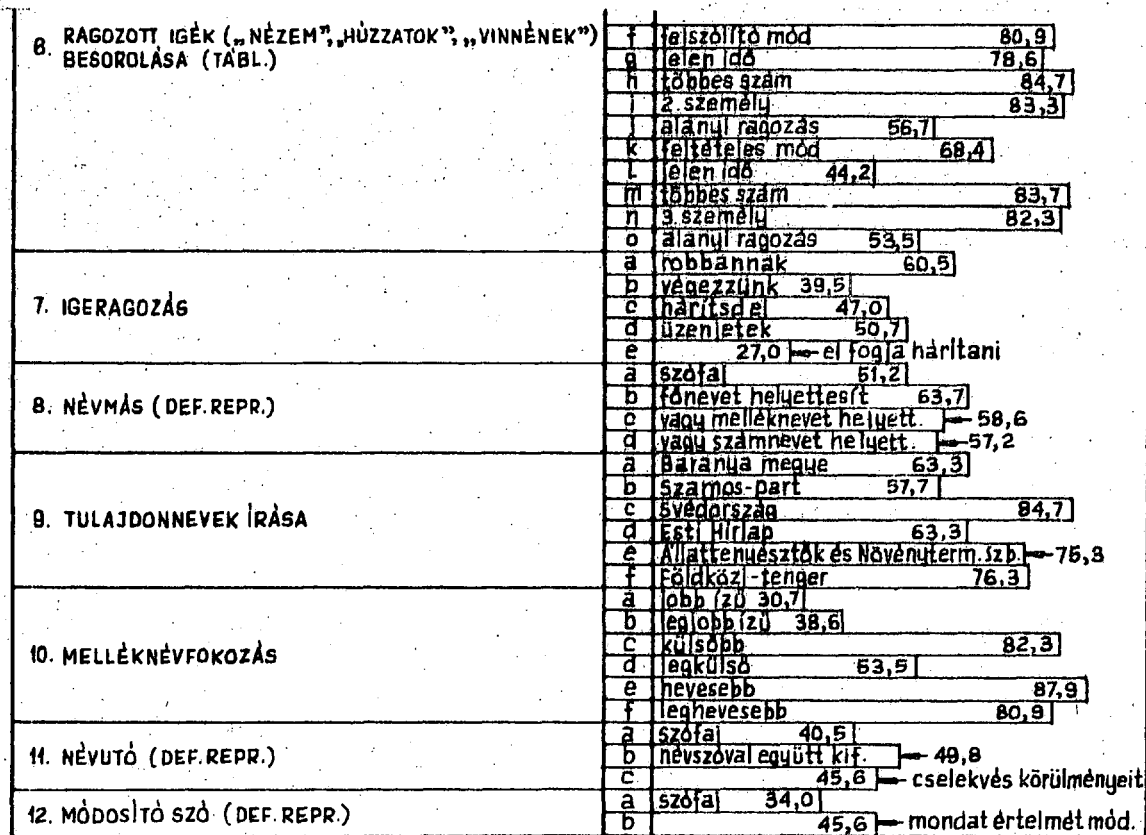 6. RAGOZOTT IGÉK („NÉZEM”, „HÚZZATOK”, „VINNÉNEK”)
BESOROLÁSA (TÁBL.)
f felszólító mód 80,9
g jelen idő 78,6
h többes szám 84,7
i 2. személy 83,3
j alanyi ragozás 56,7
k feltételes mód 68,4
l jelen idő 44,2
m többes szám 83,7
n 3. személy 82,3
o alanyi ragozás 53,5
7. IGERAGOZÁS
a robbannak 60,5
b végezzünk 39,5
c hárítsd el 47,0
d üzenjetek 50,7
e 27,0 el fogja hárítani
8. NÉVMÁS (DEF. REPR.)
a szófaj 51,2
b főnevet helyettesít 63,7
c vagy melléknevet helyett. 58,6
d vagy számnevet helyett. 57,2
9. TULAJDONNEVEK ÍRÁSA
a Baranya megye 63,3
b Szamos-part 57,7
c Svédország 84,7
d Esti Hírlap 63,3
e Állattenyésztők és Növényterm. Szb. 75,3
f Földközi-tenger 76,3
10. MELLÉKNÉVFOKOZÁS
a jobb ízű 30,7
b legjobb ízű 38,6
c külsőbb 82,3
d legkülső 53,5
e hevesebb 87,9
f leghevesebb 80,9
11. NÉVUTÓ (DEF. REPR.)
a szófaj 40,5
b névszóval együtt kif. 49,8
c 45,6 cselekvés körülményeit
12. MÓDOSÍTÓ SZÓ (DEF. REPR.)
a szófaj 34,0
b 45,6 mondat értelmét mód.